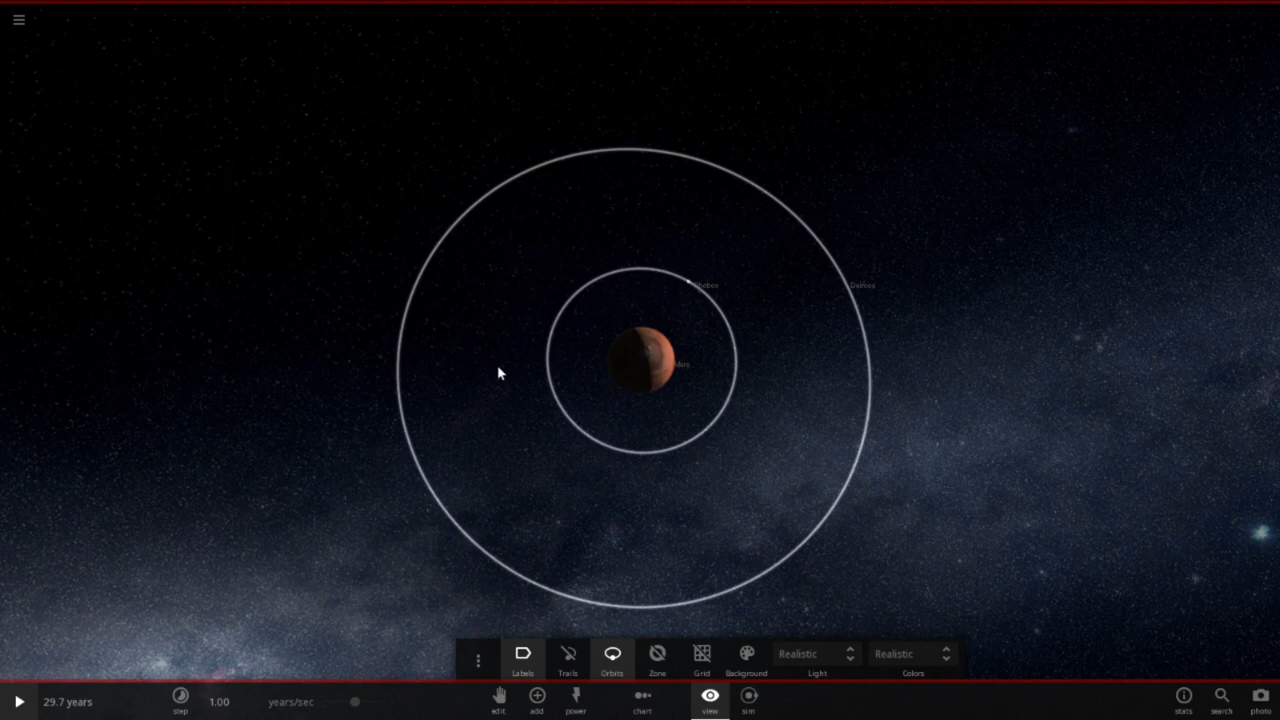 Phobos
Deimos
Mars
Realistic
Realistic
Labels
Trails
Orbits
Zone
Grid
Background
Light
Colors
29.7 years
step
1.00
years/sec
edit
add
power
chart
view
sim
stats
search
photo